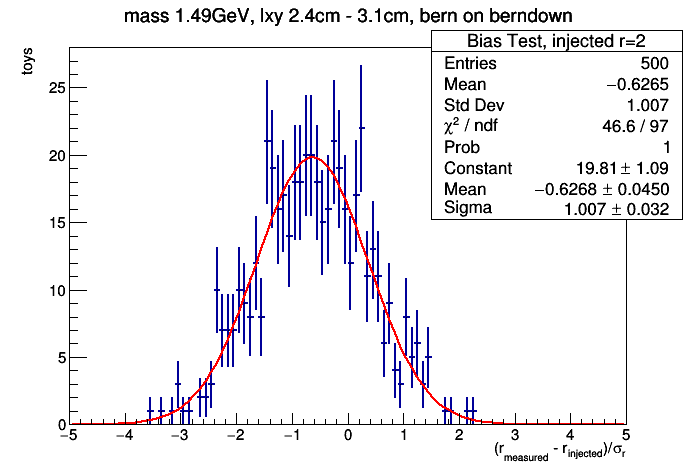 mass 1.49GeV, lxy 2.4cm - 3.1cm, bern on berndown
toys
Bias Test, injected r=2
Entries 500
Mean −0.6265
Std Dev 1.007
χ² / ndf 46.6 / 97
Prob 1
Constant 19.81 ± 1.09
Mean −0.6268 ± 0.0450
Sigma 1.007 ± 0.032
25
20
15
10
5
0
−5 −4 −3 −2 −1 0 1 2 3 4 5
(r_measured - r_injected)/σ_r